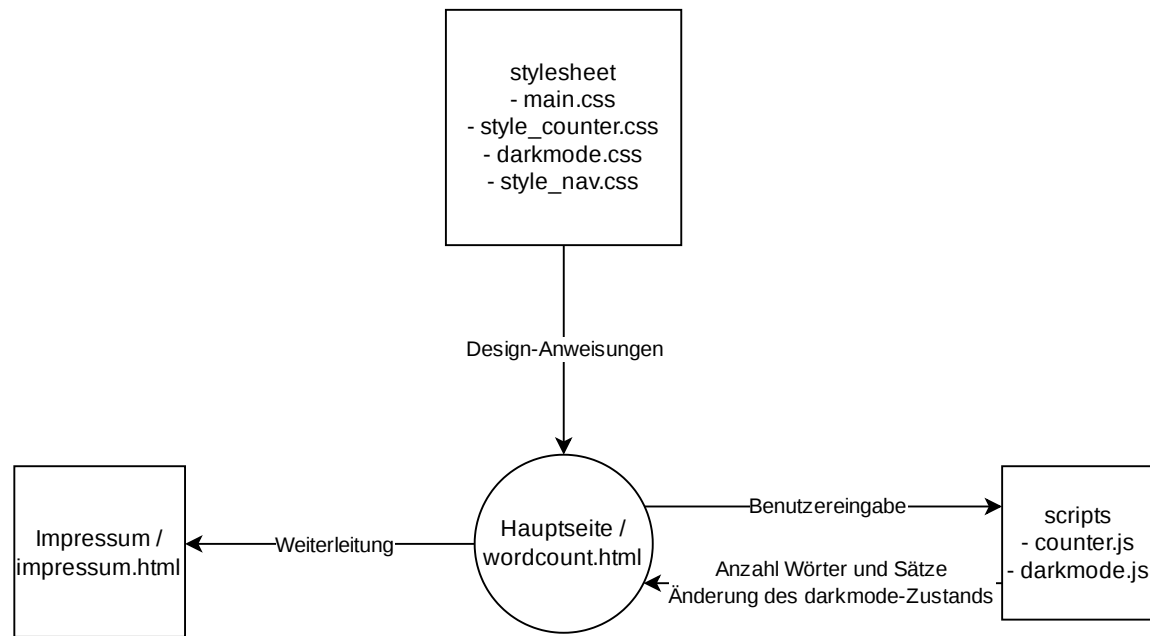 stylesheet
- main.css
- style_counter.css
- darkmode.css
- style_nav.css
Design-Anweisungen
Impressum /
impressum.html
Weiterleitung
Hauptseite /
wordcount.html
Benutzereingabe
Anzahl Wörter und Sätze
Änderung des darkmode-Zustands
scripts
- counter.js
- darkmode.js